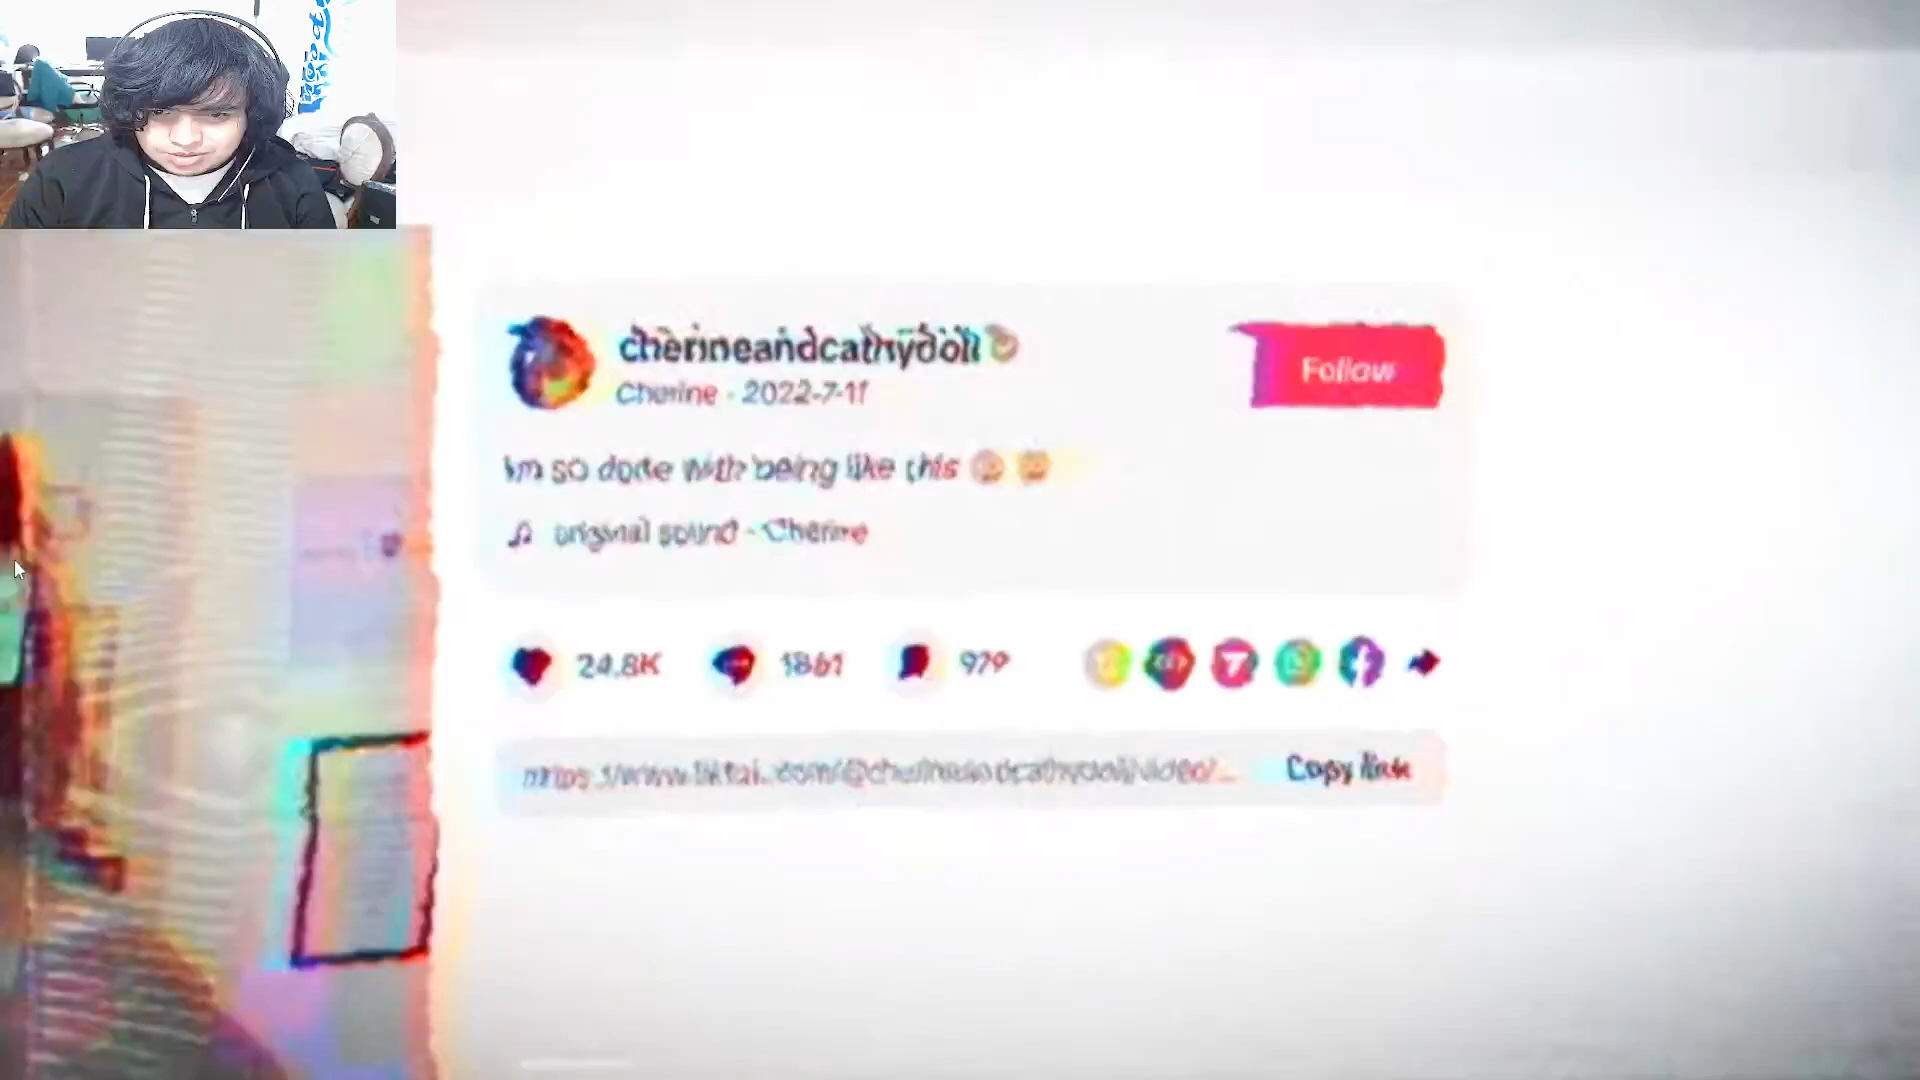 cherineandcathydoll
Follow
Cherine · 2022-7-11
Im so done with being like this
original sound - Cherine
24.8K
1861
979
Copy link